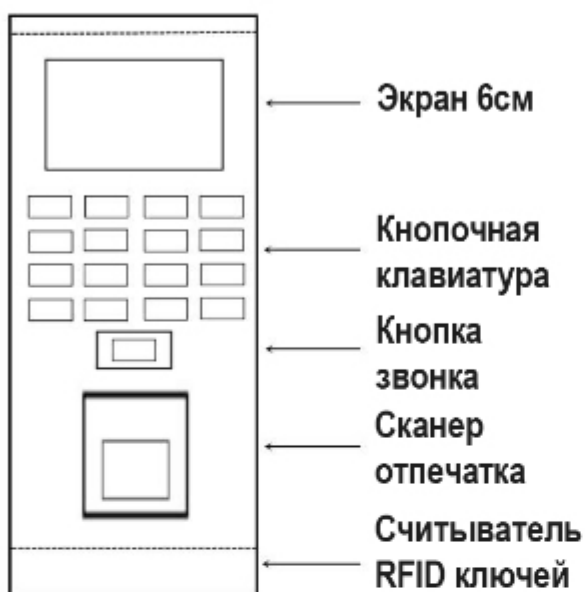 Экран 6см
Кнопочная
клавиатура
Кнопка
звонка
Сканер
отпечатка
Считыватель
RFID ключей